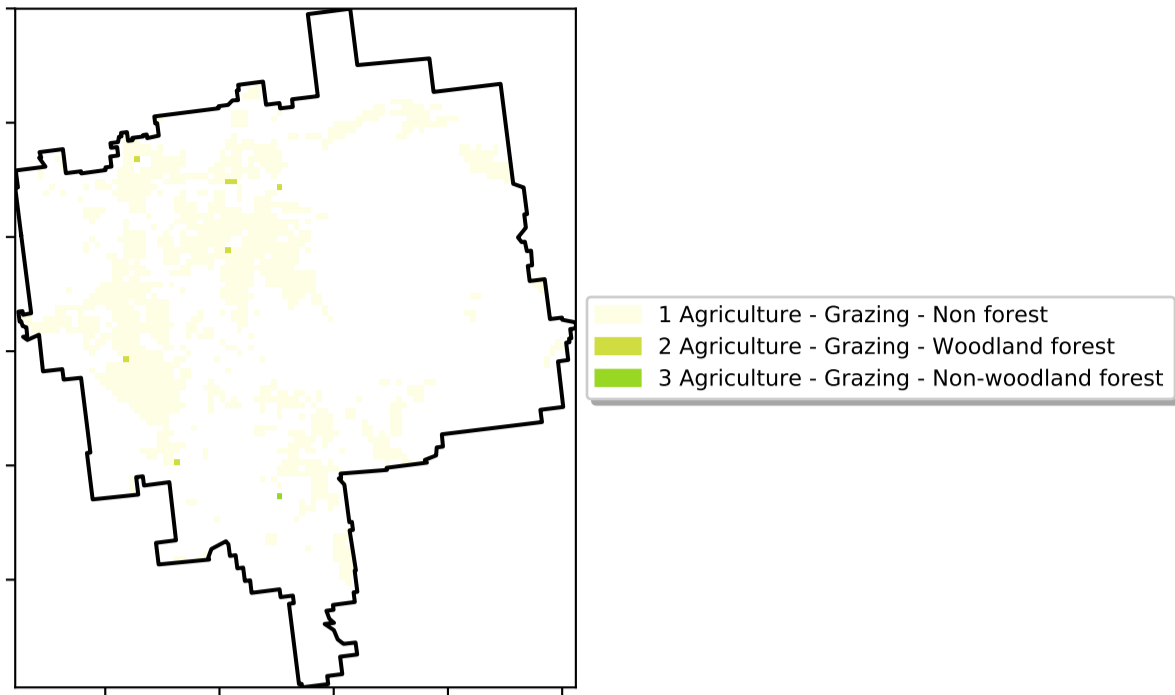 1 Agriculture - Grazing - Non forest
2 Agriculture - Grazing - Woodland forest
3 Agriculture - Grazing - Non-woodland forest